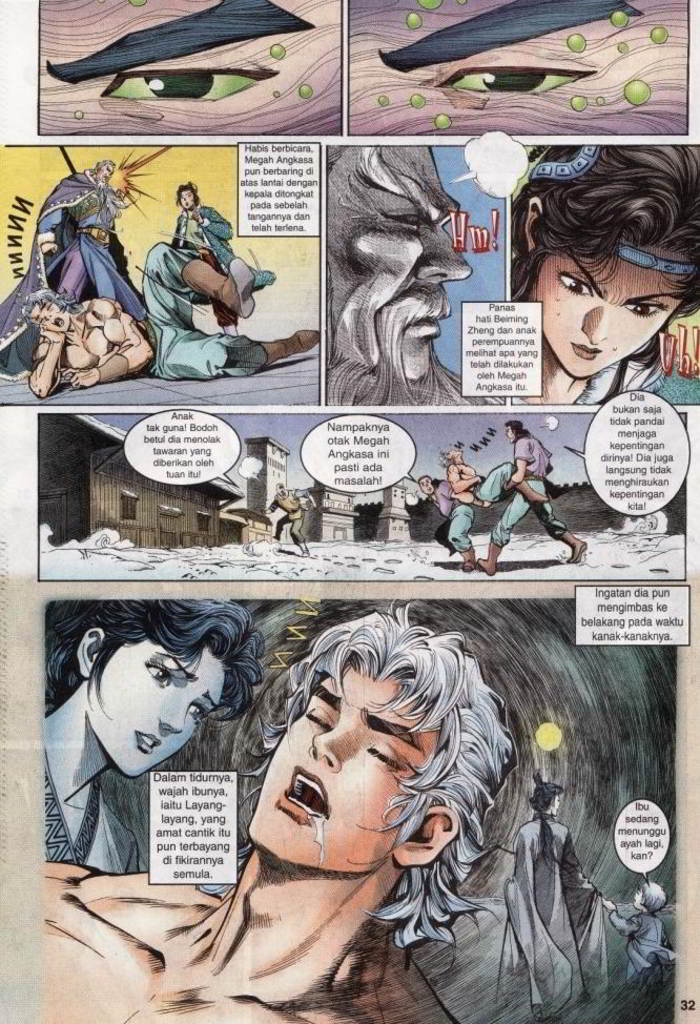 Habis berbicara,
Megah Angkasa
pun berbaring di
atas lantai dengan
kepala ditongkat
pada sebelah
tangannya dan
telah terlena.
NNNNN
Hm!
Panas
hati Beiming
Zheng dan anak
perempuannya
melihat apa yang
telah dilakukan
oleh Megah
Angkasa itu.
Uh!
Anak
tak guna! Bodoh
betul dia menolak
tawaran yang
diberikan oleh
tuan itu!
Nampaknya
otak Megah
Angkasa ini
pasti ada
masalah!
NN NNN
Dia
bukan saja
tidak pandai
menjaga
kepentingan
dirinya! Dia juga
langsung tidak
menghiraukan
kepentingan
kita!
Ingatan dia pun
mengimbas ke
belakang pada waktu
kanak-kanaknya.
NNNN
Dalam tidurnya,
wajah ibunya,
iaitu Layang-
layang, yang
amat cantik itu
pun terbayang
di fikirannya
semula.
Ibu
sedang
menunggu
ayah lagi,
kan?
32